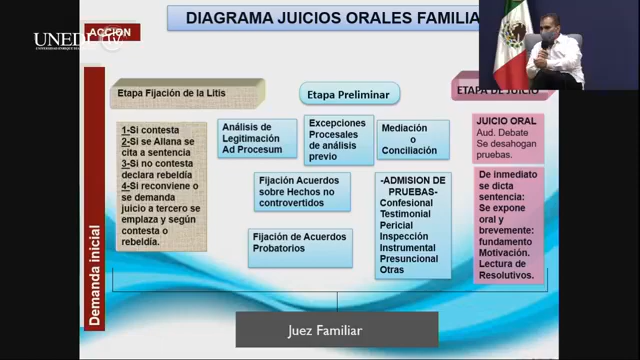 DIAGRAMA JUICIOS ORALES FAMILIA
ACCIÓN
Demanda inicial
Etapa Fijación de la Litis
1-Si contesta
2-Si se Allana se
cita a sentencia
3-Si no contesta
declara rebeldía
4-Si reconviene o
se demanda
juicio a tercero se
emplaza y según
contesta o
rebeldía.
Etapa Preliminar
Análisis de
Legitimación
Ad Procesum
Excepciones
Procesales
de análisis
previo
Mediación
o
Conciliación
Fijación Acuerdos
sobre Hechos no
controvertidos
Fijación de Acuerdos
Probatorios
-ADMISION DE
PRUEBAS-
Confesional
Testimonial
Pericial
Inspección
Instrumental
Presuncional
Otras
ETAPA DE JUICIO
JUICIO ORAL
Aud. Debate
Se desahogan
pruebas.
De inmediato
se dicta
sentencia:
Se expone
oral y
brevemente:
fundamento
Motivación.
Lectura de
Resolutivos.
Juez Familiar